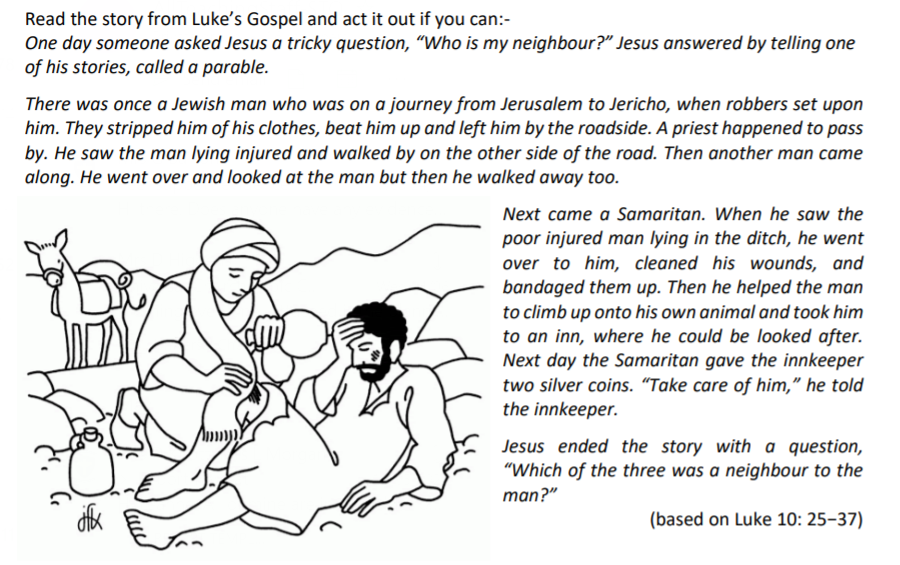 Read the story from Luke’s Gospel and act it out if you can:-
One day someone asked Jesus a tricky question, “Who is my neighbour?” Jesus answered by telling one
of his stories, called a parable.
There was once a Jewish man who was on a journey from Jerusalem to Jericho, when robbers set upon
him. They stripped him of his clothes, beat him up and left him by the roadside. A priest happened to pass
by. He saw the man lying injured and walked by on the other side of the road. Then another man came
along. He went over and looked at the man but then he walked away too.
Next came a Samaritan. When he saw the
poor injured man lying in the ditch, he went
over to him, cleaned his wounds, and
bandaged them up. Then he helped the man
to climb up onto his own animal and took him
to an inn, where he could be looked after.
Next day the Samaritan gave the innkeeper
two silver coins. “Take care of him,” he told
the innkeeper.
Jesus ended the story with a question,
“Which of the three was a neighbour to the
man?”
(based on Luke 10: 25–37)